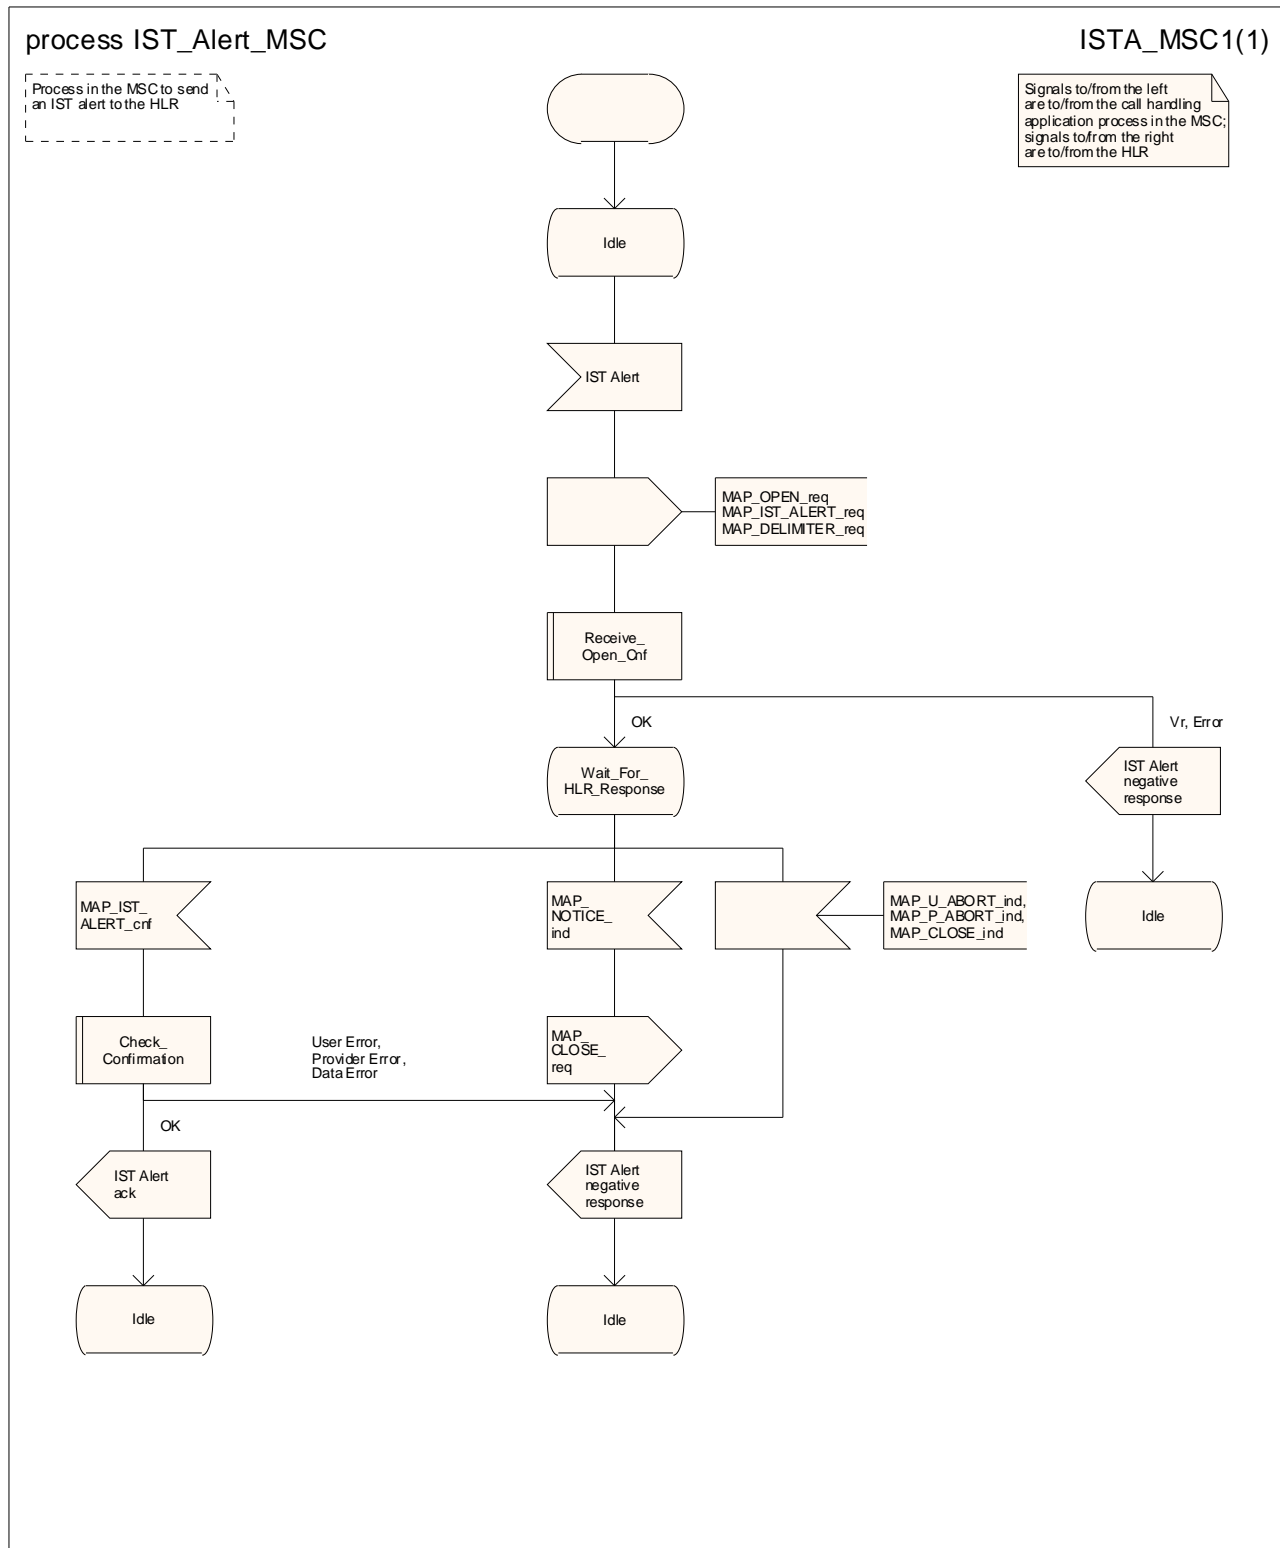 process IST_Alert_MSC
ISTA_MSC1(1)
Process in the MSC to send
an IST alert to the HLR
Signals to/from the left
are to/from the call handling
application process in the MSC;
signals to/from the right
are to/from the HLR
Idle
IST Alert
MAP_OPEN_req
MAP_IST_ALERT_req
MAP_DELIMITER_req
Receive_
Open_Cnf
OK
Vr, Error
Wait_For_
HLR_Response
IST Alert
negative
response
MAP_IST_
ALERT_cnf
MAP_
NOTICE_
ind
MAP_U_ABORT_ind,
MAP_P_ABORT_ind,
MAP_CLOSE_ind
Idle
Check_
Confirmation
User Error,
Provider Error,
Data Error
MAP_
CLOSE_
req
OK
IST Alert
ack
IST Alert
negative
response
Idle
Idle